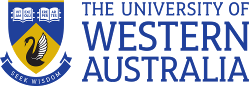 THE UNIVERSITY OF
WESTERN
AUSTRALIA
SEEK WISDOM